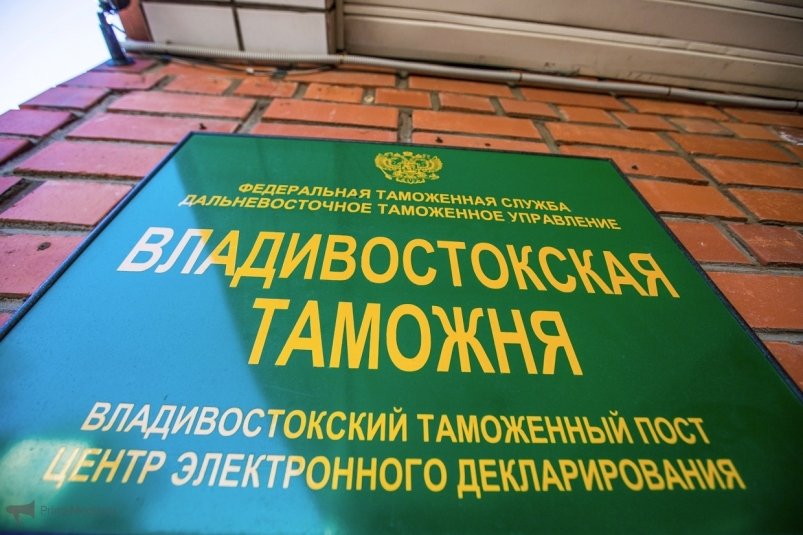 ФЕДЕРАЛЬНАЯ ТАМОЖЕННАЯ СЛУЖБА
ДАЛЬНЕВОСТОЧНОЕ ТАМОЖЕННОЕ УПРАВЛЕНИЕ
ВЛАДИВОСТОКСКАЯ
ТАМОЖНЯ
ВЛАДИВОСТОКСКИЙ ТАМОЖЕННЫЙ ПОСТ
ЦЕНТР ЭЛЕКТРОННОГО ДЕКЛАРИРОВАНИЯ